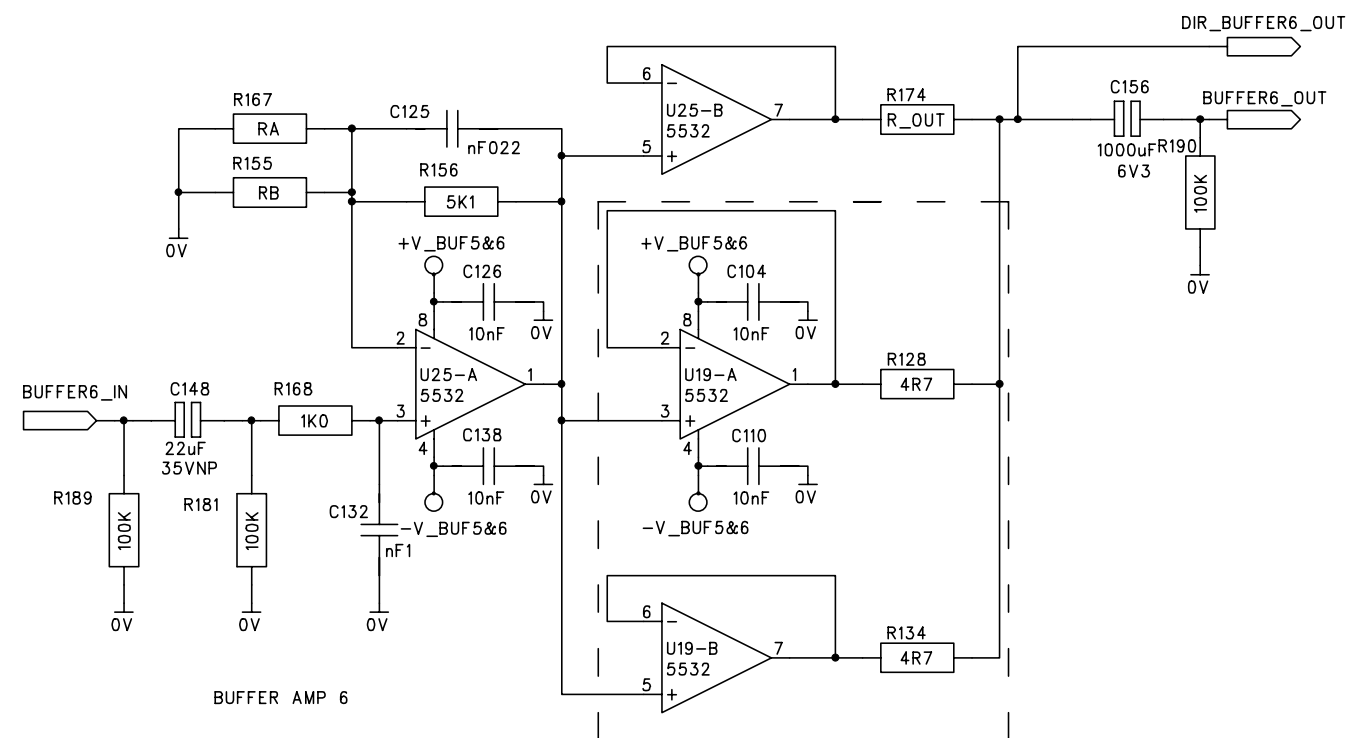 DIR_BUFFER6_OUT
6
−
U25-B
5532
7
5
+
R174
R_OUT
C156
1000uF
6V3
BUFFER6_OUT
R190
100K
0V
R167
RA
R155
RB
0V
C125
nF022
R156
5K1
+V_BUF5&6
C126
10nF
0V
8
2
−
U25-A
5532
1
3
+
4
C138
10nF
0V
−V_BUF5&6
+V_BUF5&6
C104
10nF
0V
8
2
−
U19-A
5532
1
3
+
4
C110
10nF
0V
−V_BUF5&6
R128
4R7
BUFFER6_IN
C148
22uF
35VNP
R168
1K0
R189
100K
0V
R181
100K
0V
C132
nF1
0V
6
−
U19-B
5532
7
5
+
R134
4R7
BUFFER AMP 6